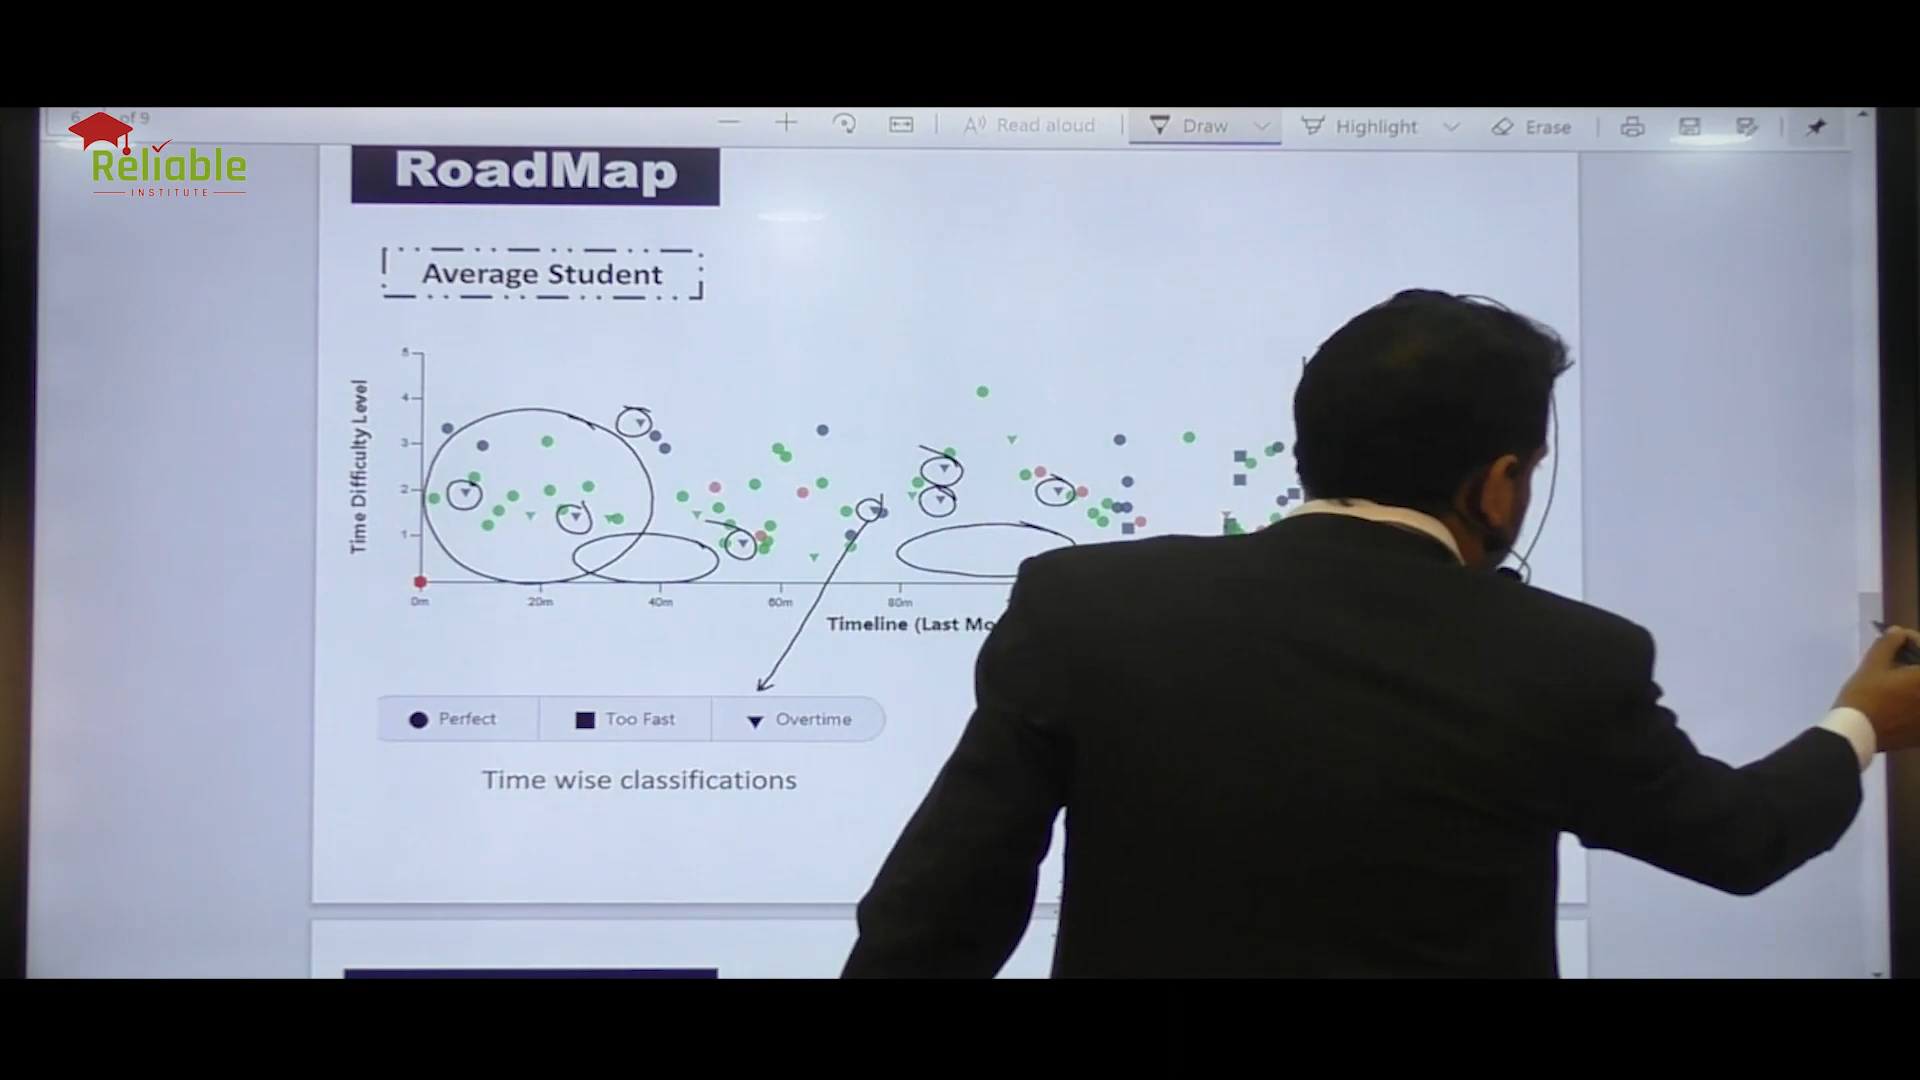 6 of 9
Read aloud
Draw
Highlight
Erase
Reliable
INSTITUTE
RoadMap
Average Student
Time Difficulty Level
5
4
3
2
1
0m 20m 40m 60m 80m
Timeline (Last Mo
Perfect Too Fast Overtime
Time wise classifications